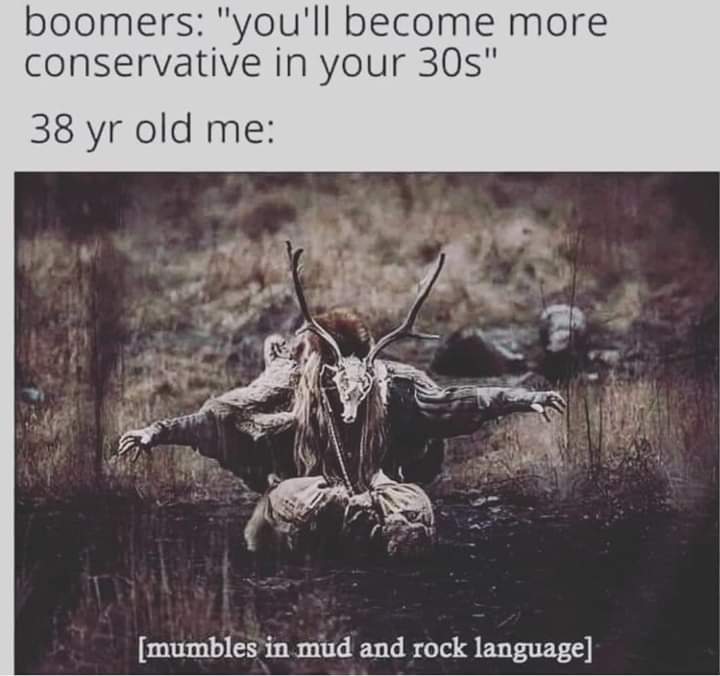 boomers: "you'll become more
conservative in your 30s"
38 yr old me:
[mumbles in mud and rock language]